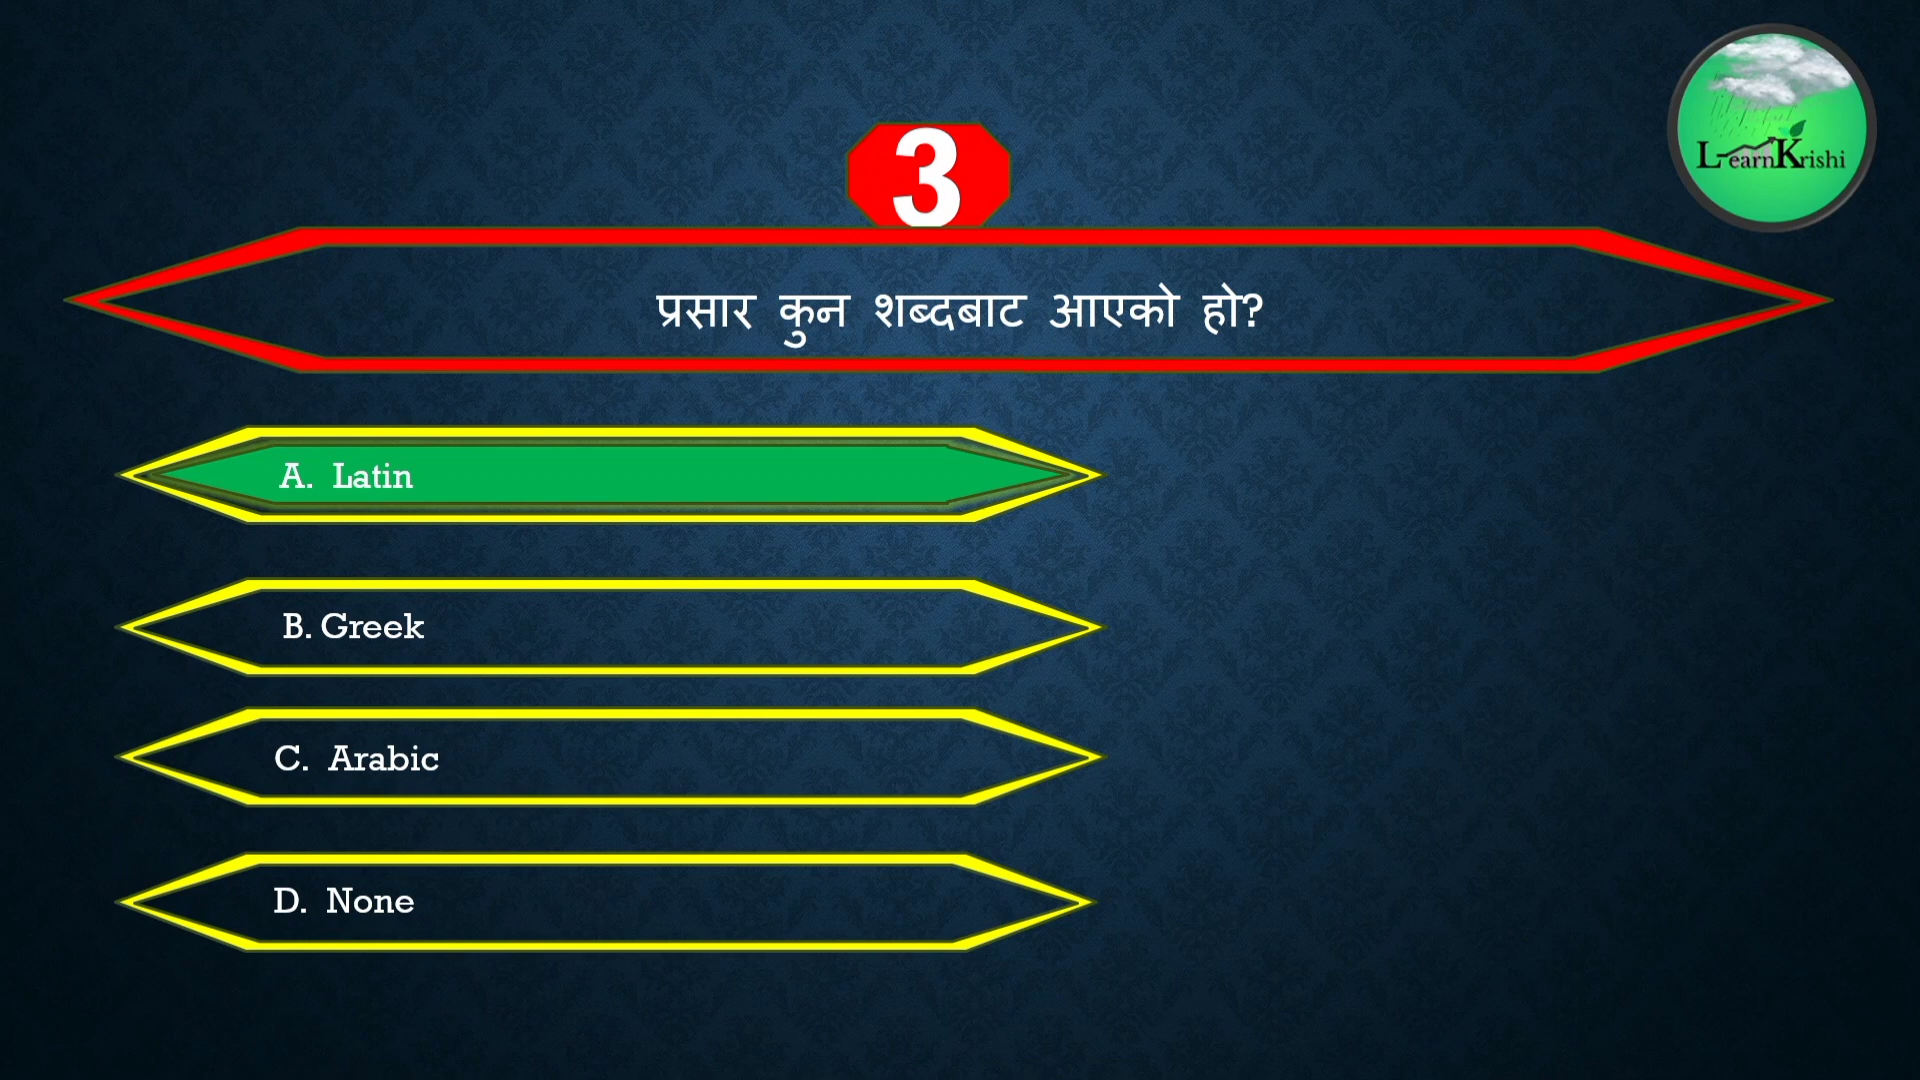 LearnKrishi
3
प्रसार कुन शब्दबाट आएको हो?
A. Latin
B. Greek
C. Arabic
D. None